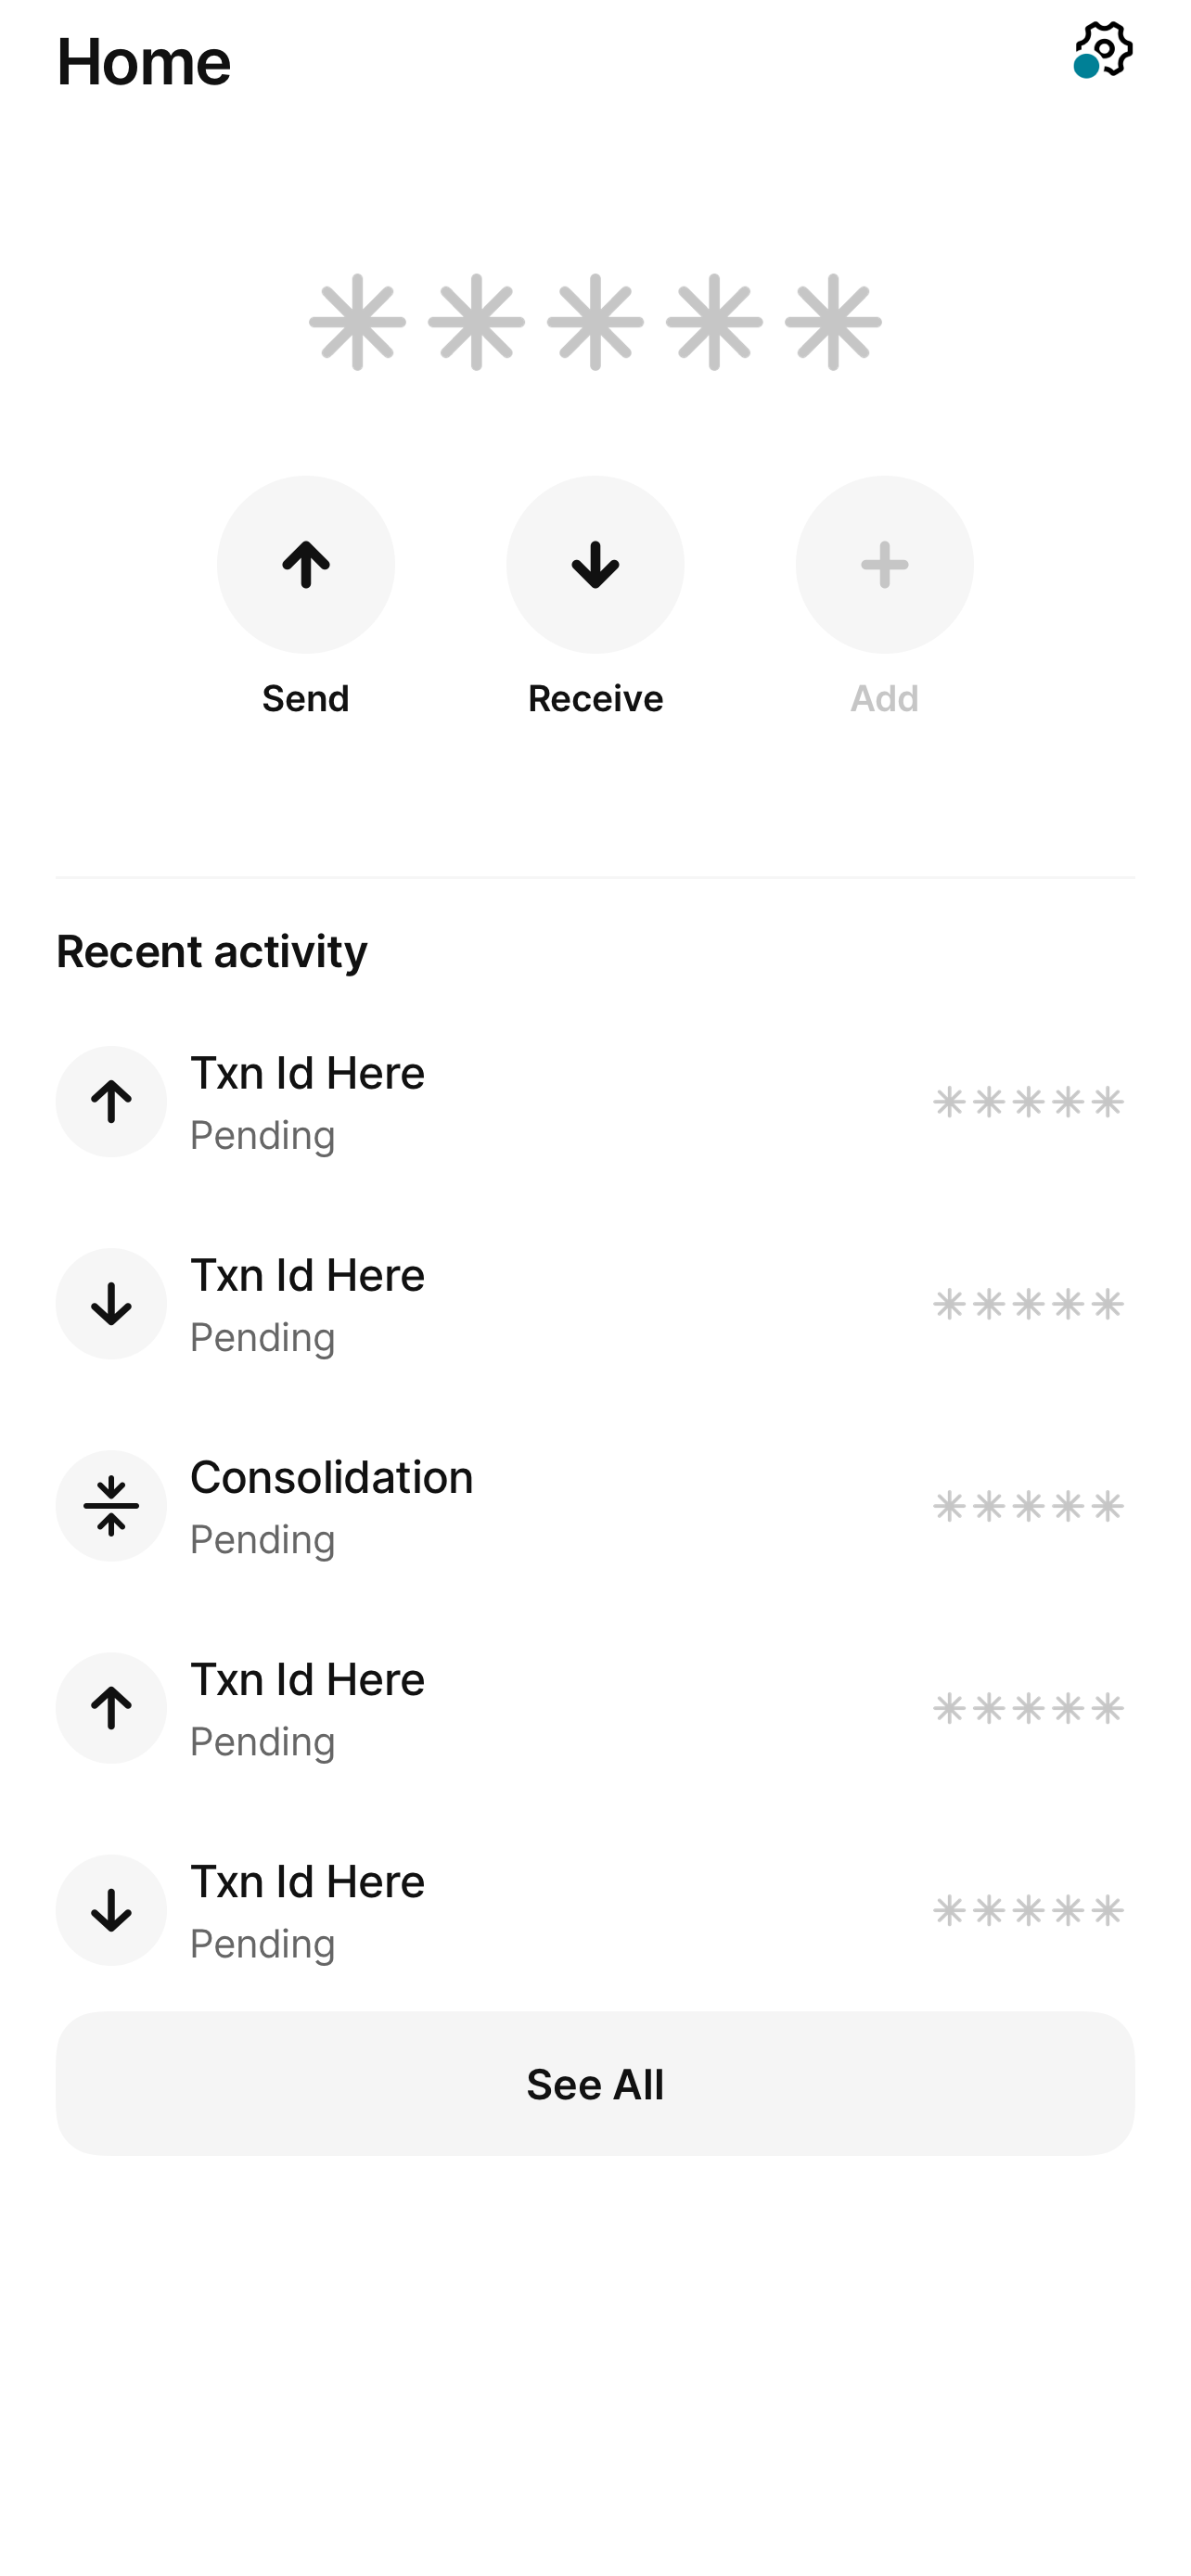 Home
*****
Send
Receive
Add
Recent activity
Txn Id Here
Pending
*****
Txn Id Here
Pending
*****
Consolidation
Pending
*****
Txn Id Here
Pending
*****
Txn Id Here
Pending
*****
See All